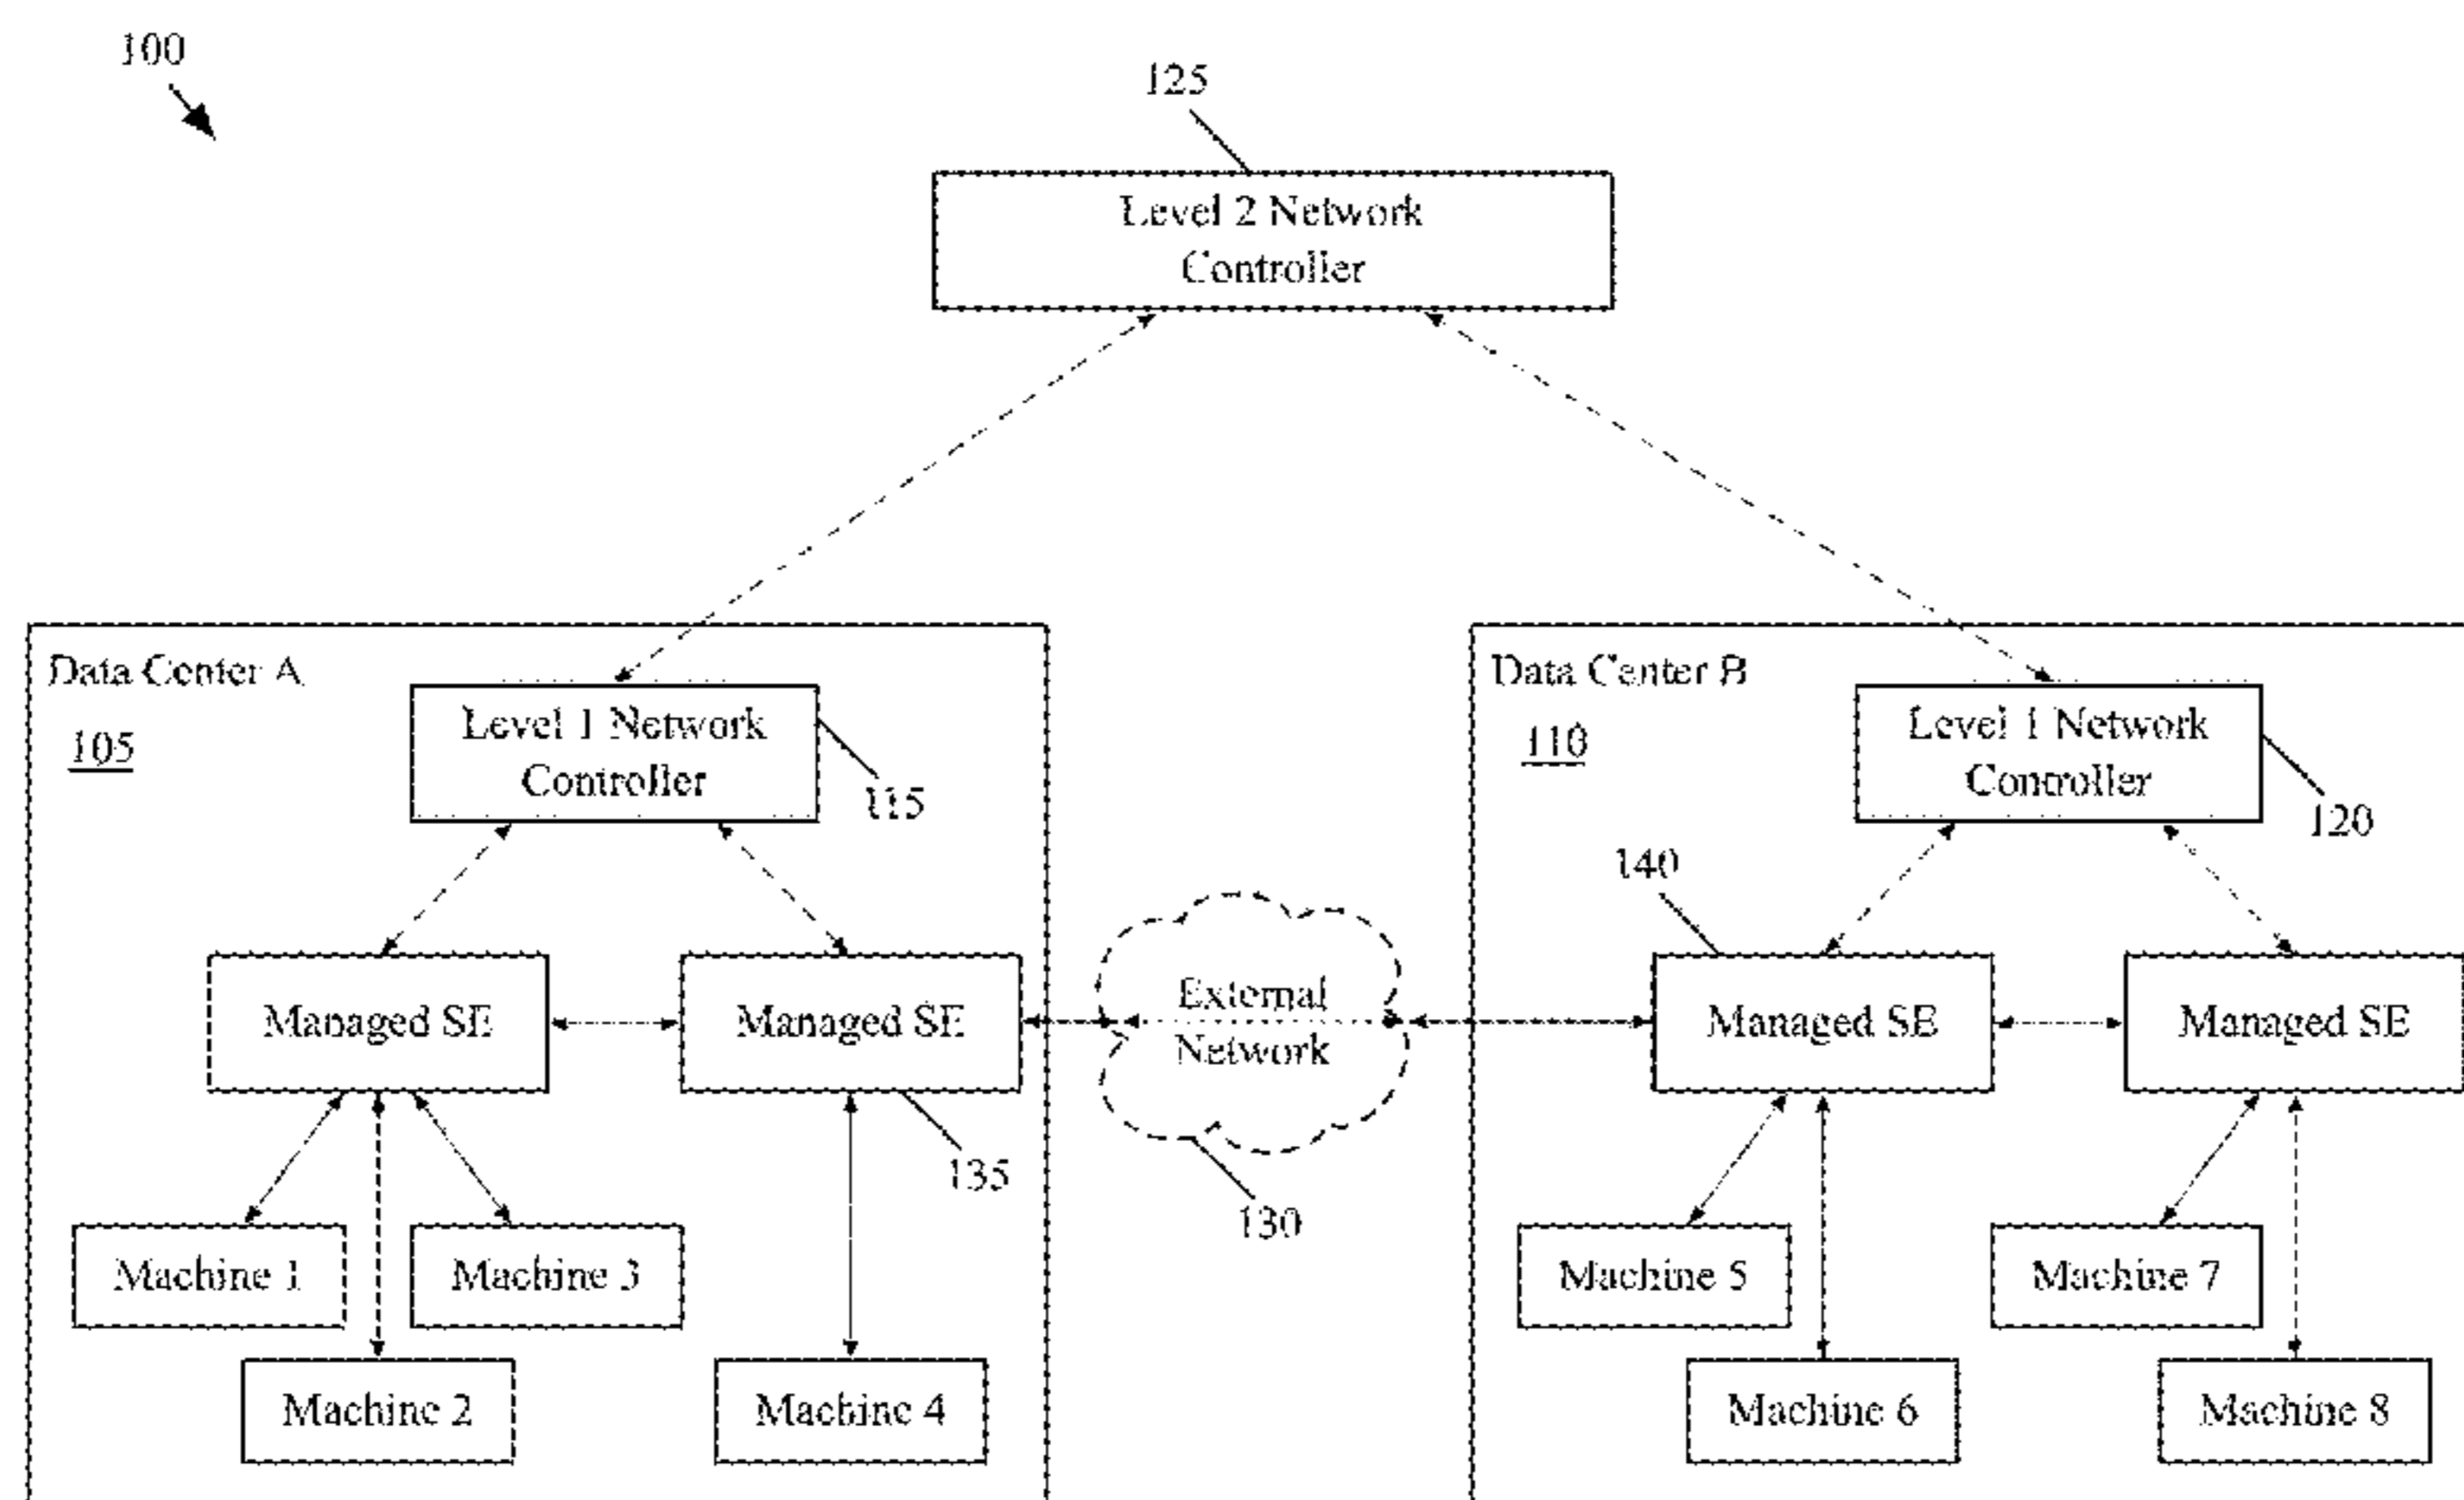 100
125
Level 2 Network
Controller
Data Center A
105
Level 1 Network
Controller
115
Data Center B
110
Level 1 Network
Controller
120
140
Managed SE
Managed SE
External
Network
Managed SE
Managed SE
135
130
Machine 1
Machine 3
Machine 2
Machine 4
Machine 5
Machine 7
Machine 6
Machine 8